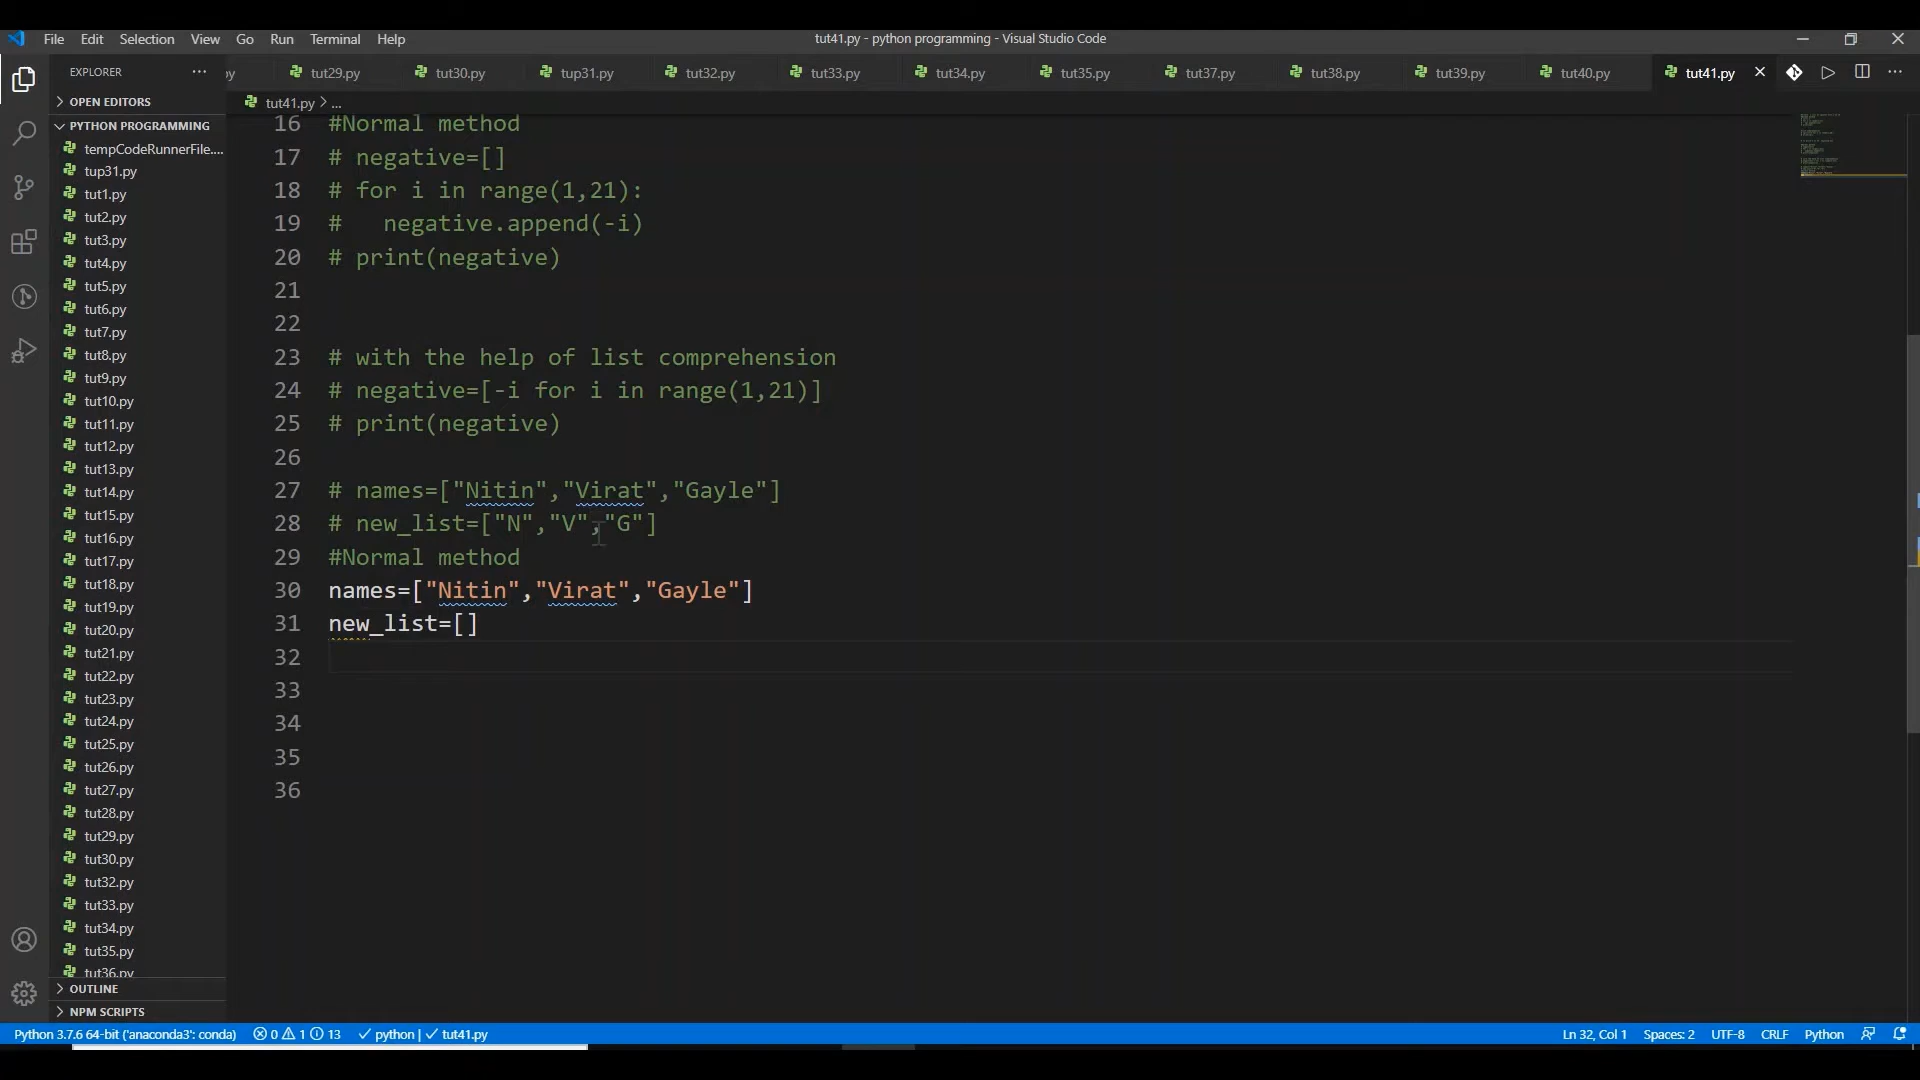 File Edit Selection View Go Run Terminal Help
tut41.py - python programming - Visual Studio Code
EXPLORER
py tut29.py tut30.py tup31.py tut32.py tut33.py tut34.py tut35.py tut37.py tut38.py tut39.py tut40.py tut41.py
OPEN EDITORS
tut41.py > ...
PYTHON PROGRAMMING
tempCodeRunnerFile....
tup31.py
tut1.py
tut2.py
tut3.py
tut4.py
tut5.py
tut6.py
tut7.py
tut8.py
tut9.py
tut10.py
tut11.py
tut12.py
tut13.py
tut14.py
tut15.py
tut16.py
tut17.py
tut18.py
tut19.py
tut20.py
tut21.py
tut22.py
tut23.py
tut24.py
tut25.py
tut26.py
tut27.py
tut28.py
tut29.py
tut30.py
tut32.py
tut33.py
tut34.py
tut35.py
tut36.py
OUTLINE
NPM SCRIPTS
16 #Normal method
17 # negative=[]
18 # for i in range(1,21):
19 #   negative.append(-i)
20 # print(negative)
21
22
23 # with the help of list comprehension
24 # negative=[-i for i in range(1,21)]
25 # print(negative)
26
27 # names=["Nitin","Virat","Gayle"]
28 # new_list=["N","V","G"]
29 #Normal method
30 names=["Nitin","Virat","Gayle"]
31 new_list=[]
32
33
34
35
36
Python 3.7.6 64-bit ('anaconda3': conda) 0 1 13 python | tut41.py Ln 32, Col 1 Spaces: 2 UTF-8 CRLF Python